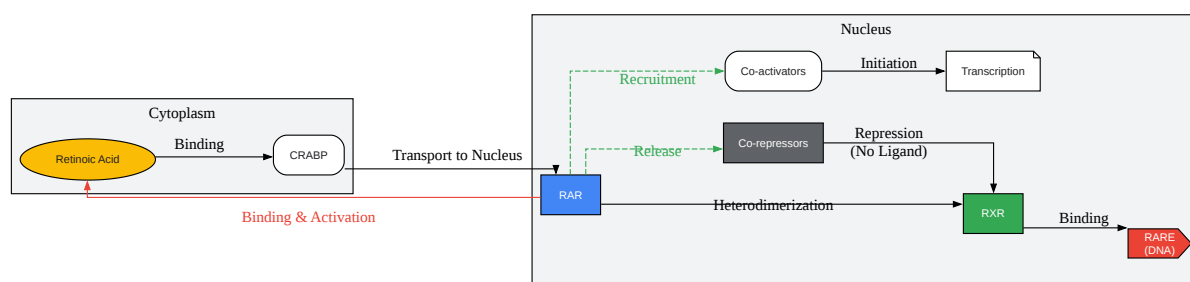 Nucleus
Recruitment
Co-activators
Initiation
Transcription
Cytoplasm
Retinoic Acid
Binding
CRABP
Transport to Nucleus
Release
Co-repressors
Repression
(No Ligand)
RAR
Binding & Activation
Heterodimerization
RXR
Binding
RARE
(DNA)